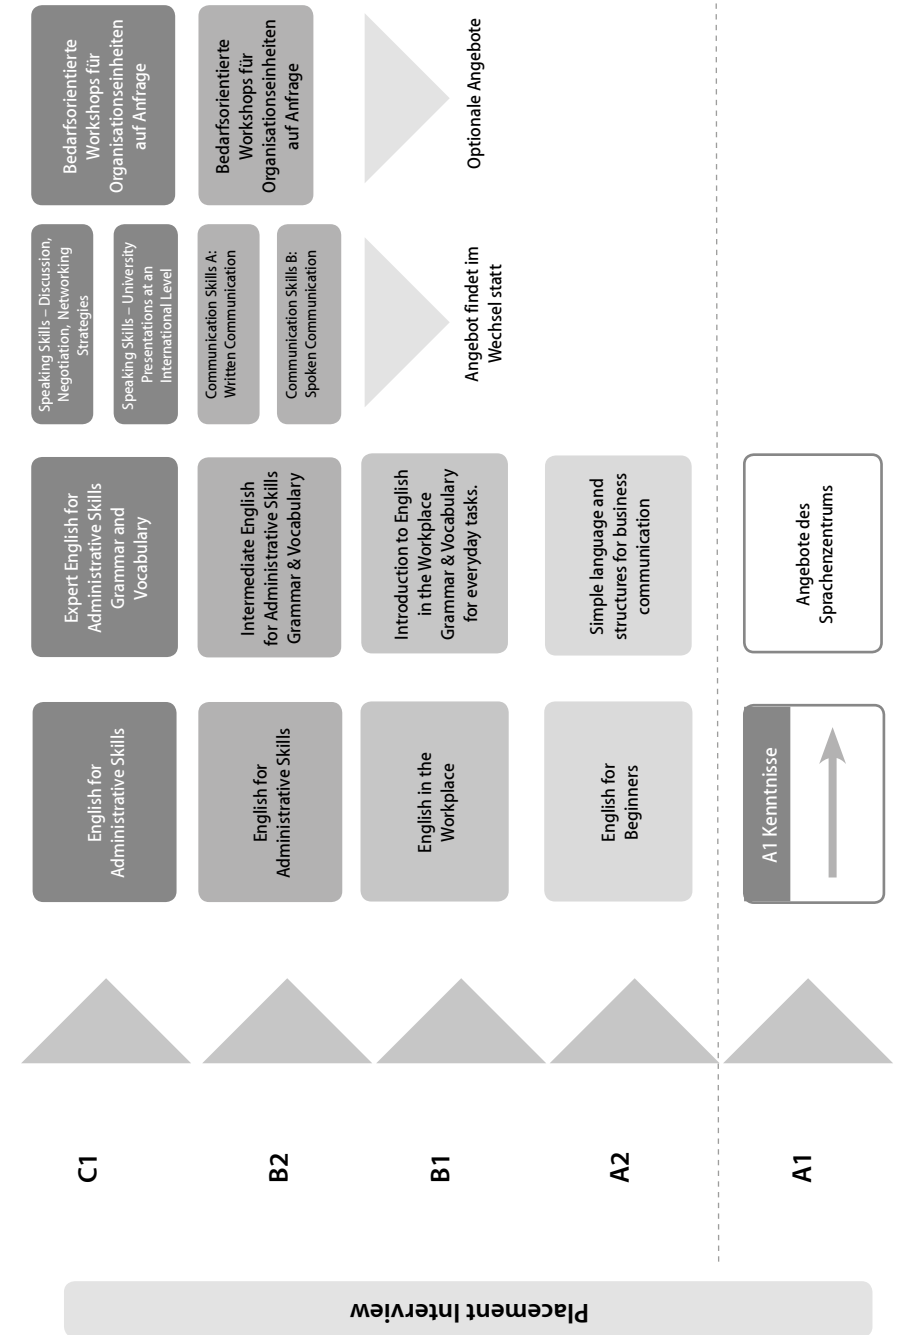 Placement Interview
C1
English for
Administrative Skills
Expert English for
Administrative Skills
Grammar and
Vocabulary
Speaking Skills – Discussion,
Negotiation, Networking
Strategies
Speaking Skills – University
Presentations at an
International Level
Bedarfsorientierte
Workshops für
Organisationseinheiten
auf Anfrage
B2
English for
Administrative Skills
Intermediate English
for Administrative Skills
Grammar & Vocabulary
Communication Skills A:
Written Communication
Communication Skills B:
Spoken Communication
Bedarfsorientierte
Workshops für
Organisationseinheiten
auf Anfrage
B1
English in the
Workplace
Introduction to English
in the Workplace
Grammar & Vocabulary
for everyday tasks.
Angebot findet im
Wechsel statt
Optionale Angebote
A2
English for
Beginners
Simple language and
structures for business
communication
A1
A1 Kenntnisse
Angebote des
Sprachenzentrums